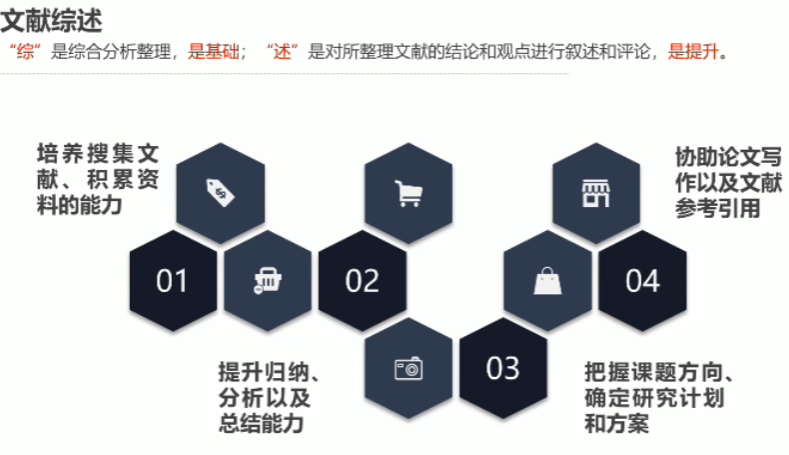 文献综述
“综”是综合分析整理，是基础；“述”是对所整理文献的结论和观点进行叙述和评论，是提升。
培养搜集文
献、积累资
料的能力
01
提升归纳、
分析以及
总结能力
02
03
把握课题方向、
确定研究计划
和方案
04
协助论文写
作以及文献
参考引用